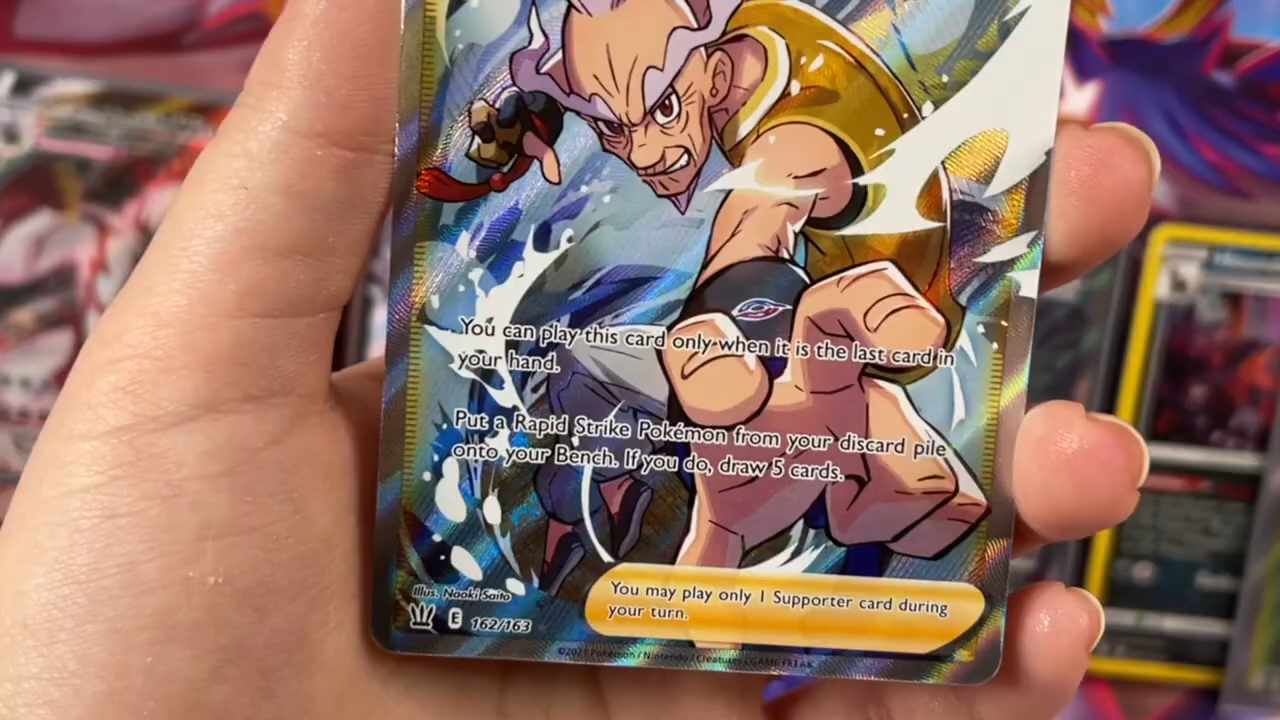 You can play this card only when it is the last card in
your hand.
Put a Rapid Strike Pokémon from your discard pile
onto your Bench. If you do, draw 5 cards.
You may play only 1 Supporter card during
your turn.
Illus. Naoki Saito
E 162/163
©2021 Pokémon / Nintendo / Creatures / GAME FREAK